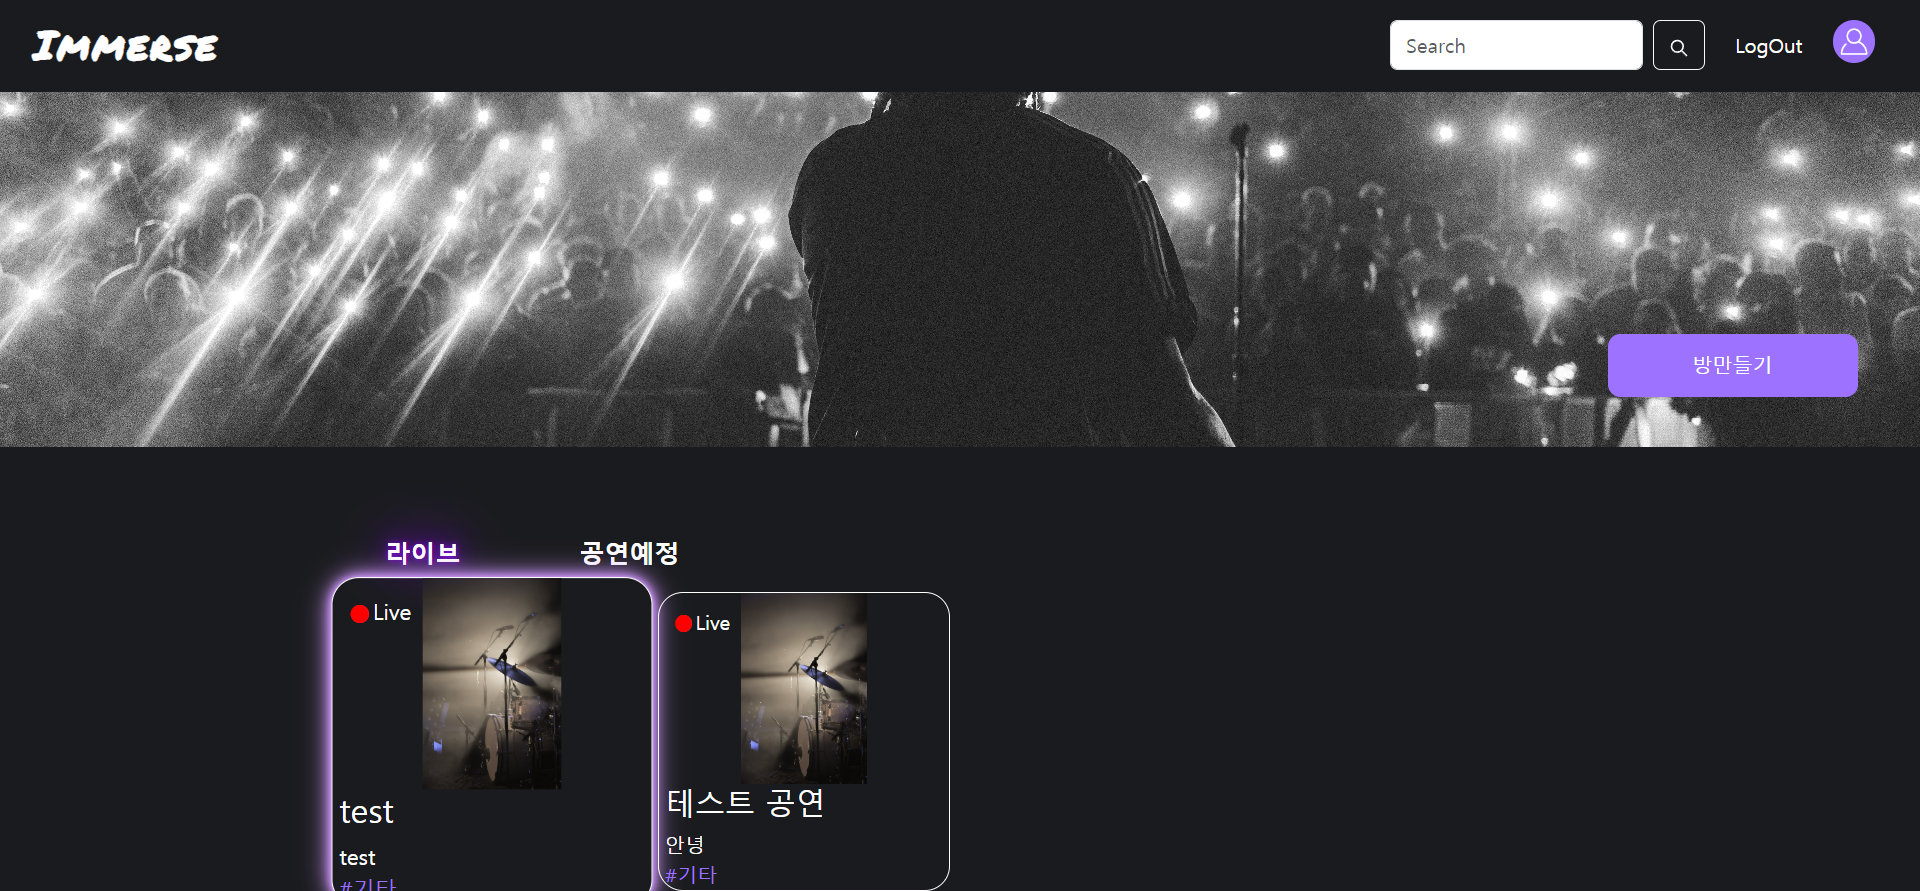 IMMERSE
Search
LogOut
방만들기
라이브
공연예정
Live
test
test
#기타
Live
테스트 공연
안녕
#기타